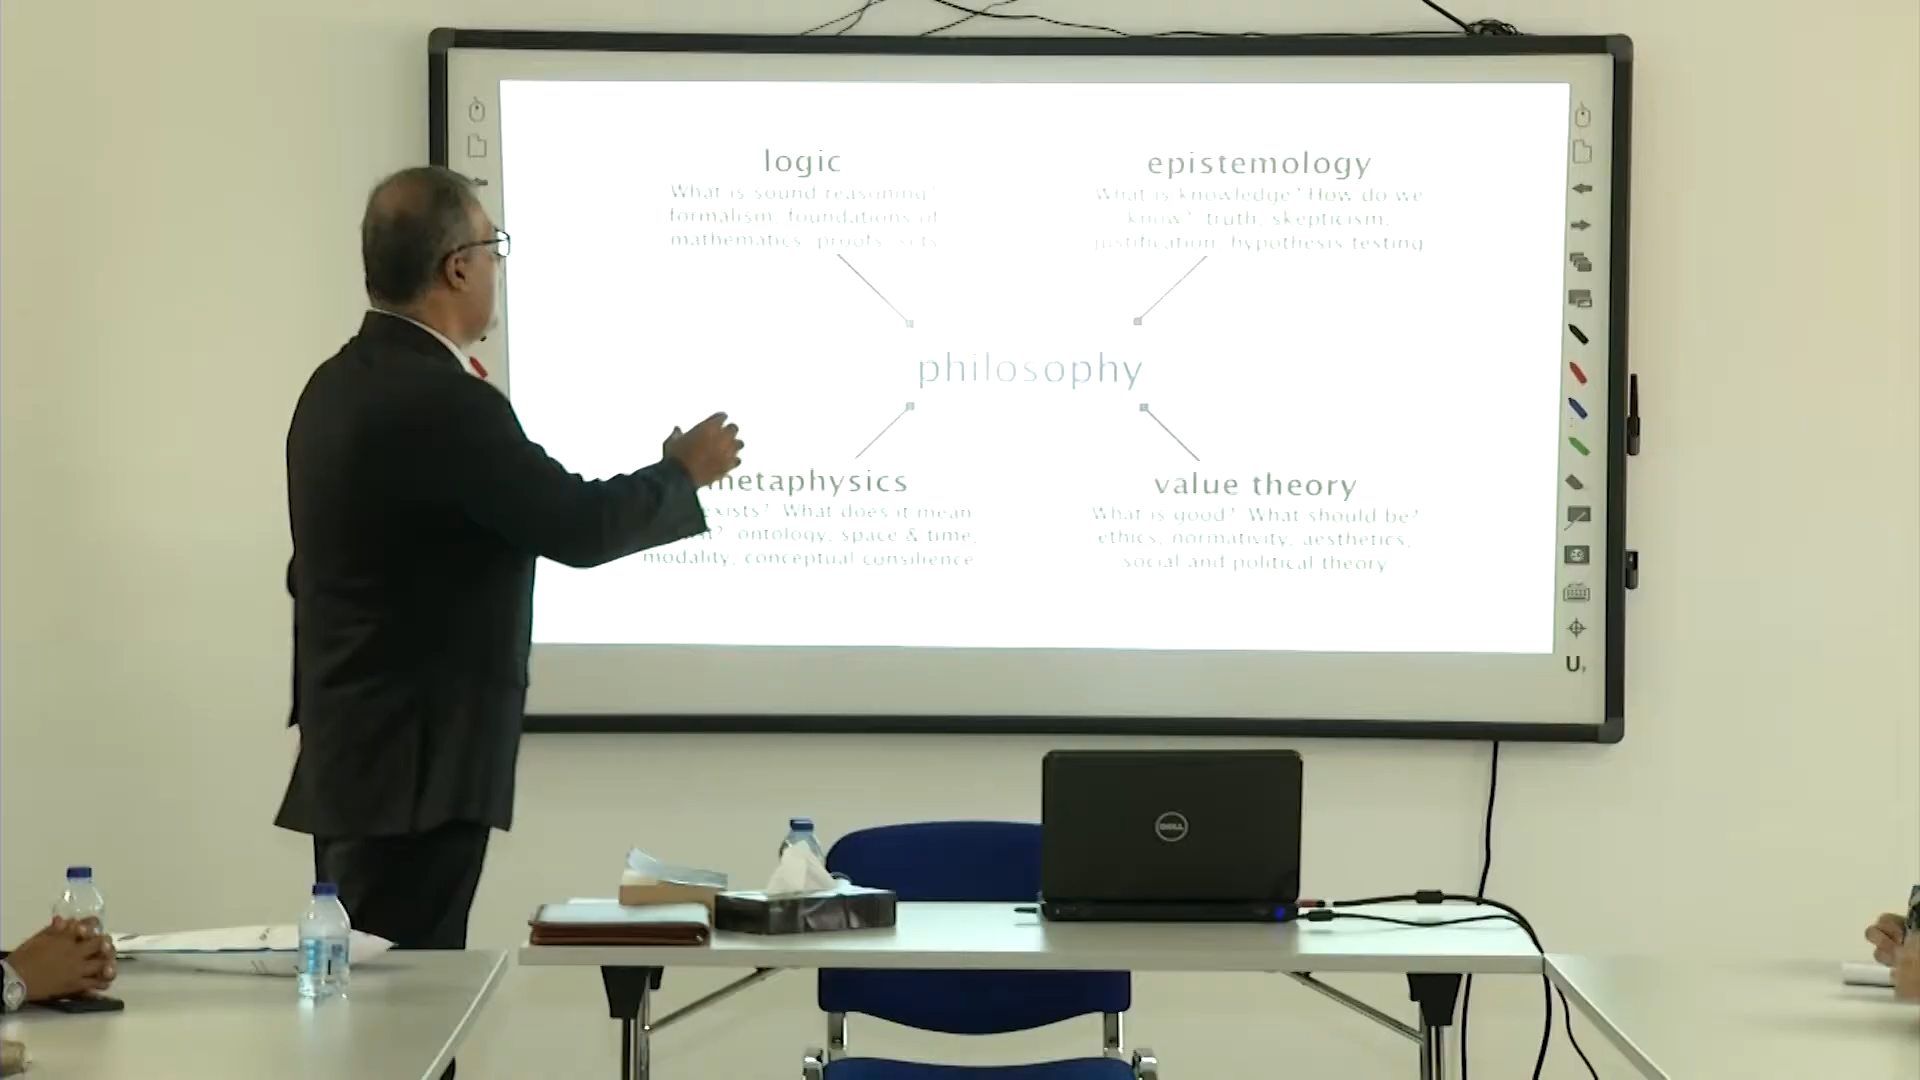 logic
What is sound reasoning?
formalism, foundations of
mathematics, proofs, sets
epistemology
What is knowledge? How do we
know? truth, skepticism,
justification, hypothesis testing
philosophy
metaphysics
exists? What does it mean
ontology, space & time,
modality, conceptual consilience
value theory
What is good? What should be?
ethics, normativity, aesthetics,
social and political theory
DELL